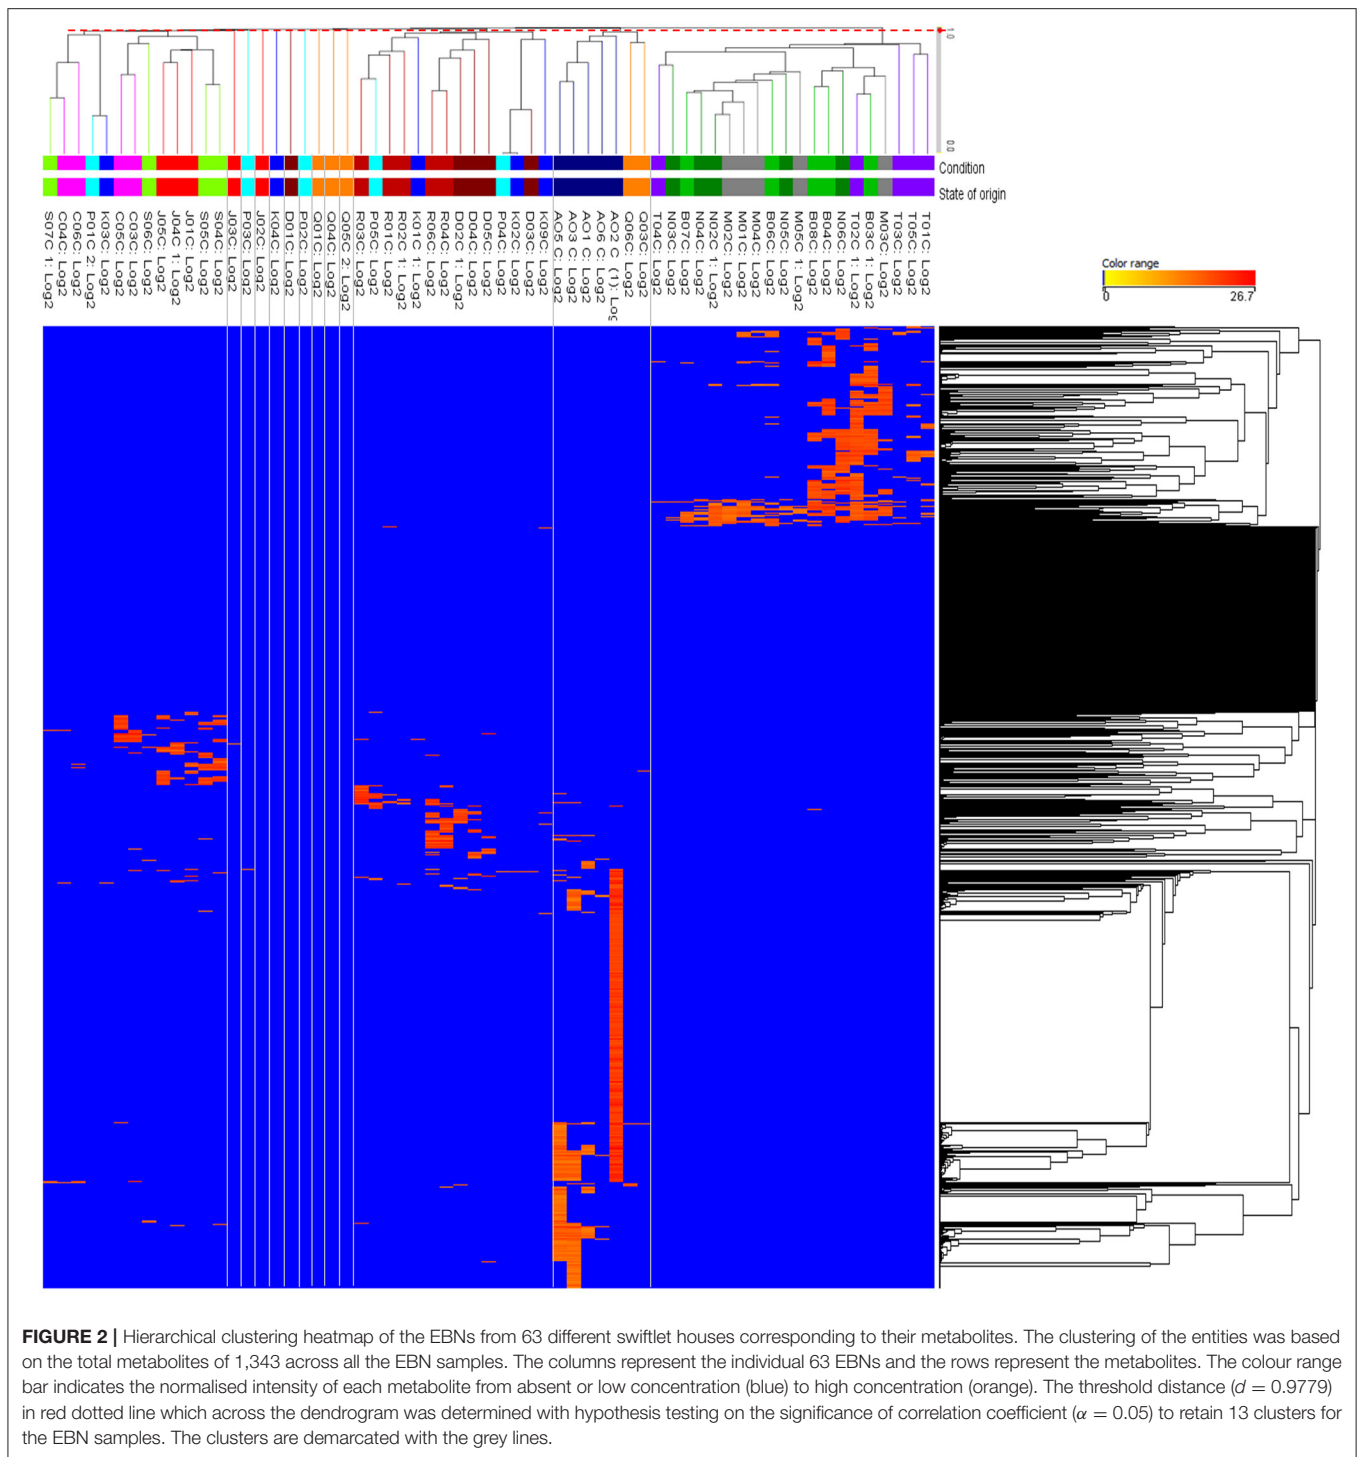 1.0
0.0
Condition
State of origin
S07C 1: Log2
C04C: Log2
C06C: Log2
P01C 2: Log2
K03C: Log2
C05C: Log2
C03C: Log2
S06C: Log2
J05C: Log2
J04C 1: Log2
J01C: Log2
S05C: Log2
S04C: Log2
J03C: Log2
P03C: Log2
J02C: Log2
K04C: Log2
D01C: Log2
P02C: Log2
Q01C: Log2
Q04C: Log2
Q05C 2: Log2
R03C: Log2
P05C: Log2
R01C: Log2
R02C 1: Log2
K01C 1: Log2
R06C: Log2
R04C: Log2
D02C 1: Log2
D04C: Log2
D05C: Log2
P04C: Log2
K02C: Log2
D03C: Log2
K09C: Log2
AO5 C: Log2
AO3 C: Log2
AO1 C: Log2
AO6 C: Log2
AO2 C (1): Log
Q06C: Log2
Q03C: Log2
T04C: Log2
N03C: Log2
B07C: Log2
N04C: Log2
N02C 1: Log2
M02C: Log2
M01C: Log2
M04C: Log2
B06C: Log2
N05C: Log2
M05C 1: Log2
B08C: Log2
B04C: Log2
N06C: Log2
T02C 1: Log2
B03C 1: Log2
M03C: Log2
T03C: Log2
T05C: Log2
T01C: Log2
Color range
0 26.7
FIGURE 2 | Hierarchical clustering heatmap of the EBNs from 63 different swiftlet houses corresponding to their metabolites. The clustering of the entities was based
on the total metabolites of 1,343 across all the EBN samples. The columns represent the individual 63 EBNs and the rows represent the metabolites. The colour range
bar indicates the normalised intensity of each metabolite from absent or low concentration (blue) to high concentration (orange). The threshold distance (d = 0.9779)
in red dotted line which across the dendrogram was determined with hypothesis testing on the significance of correlation coefficient (α = 0.05) to retain 13 clusters for
the EBN samples. The clusters are demarcated with the grey lines.